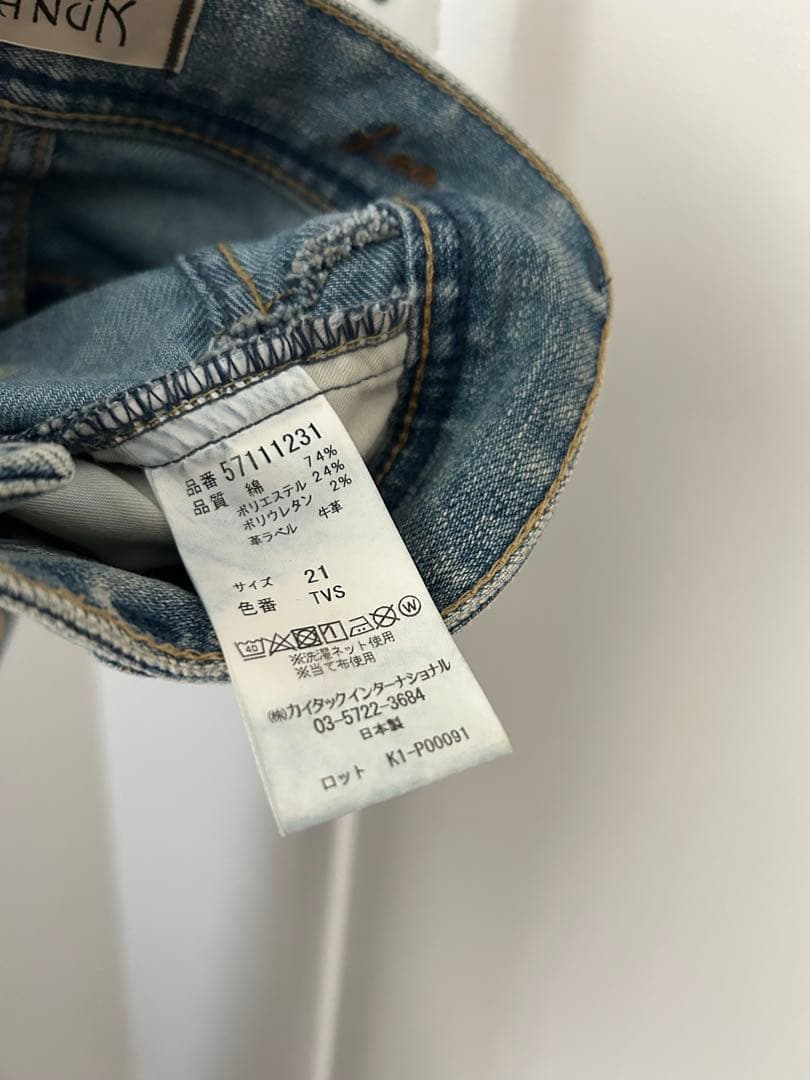 品番 57111231
品質 綿 74%
ポリエステル 24%
ポリウレタン 2%
革ラベル 牛革
サイズ 21
色番 TVS
40 1 W
※洗濯ネット使用
※当て布使用
㈱カイタックインターナショナル
03-5722-3684
日本製
ロット K1-P00091